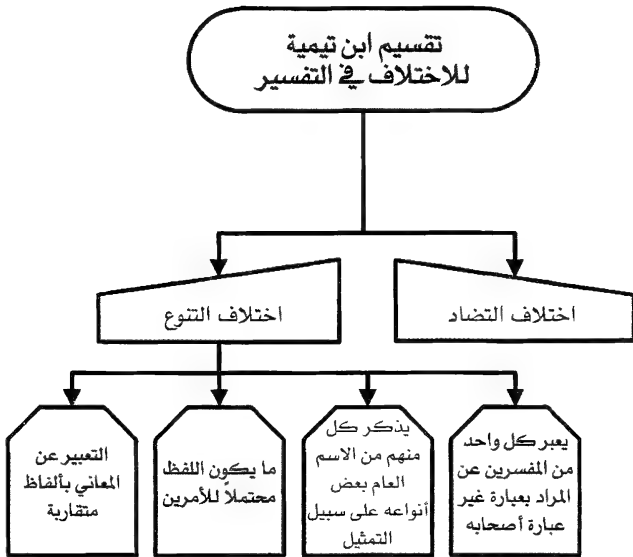 تقسيم ابن تيمية
للاختلاف في التفسير
اختلاف التضاد
اختلاف التنوع
يعبر كل واحد
من المفسرين عن
المراد بعبارة غير
عبارة أصحابه
يذكر كل
منهم من الاسم
العام بعض
أنواعه على سبيل
التمثيل
ما يكون اللفظ
محتملاً للأمرين
التعبير عن
المعاني بألفاظ
متقاربة